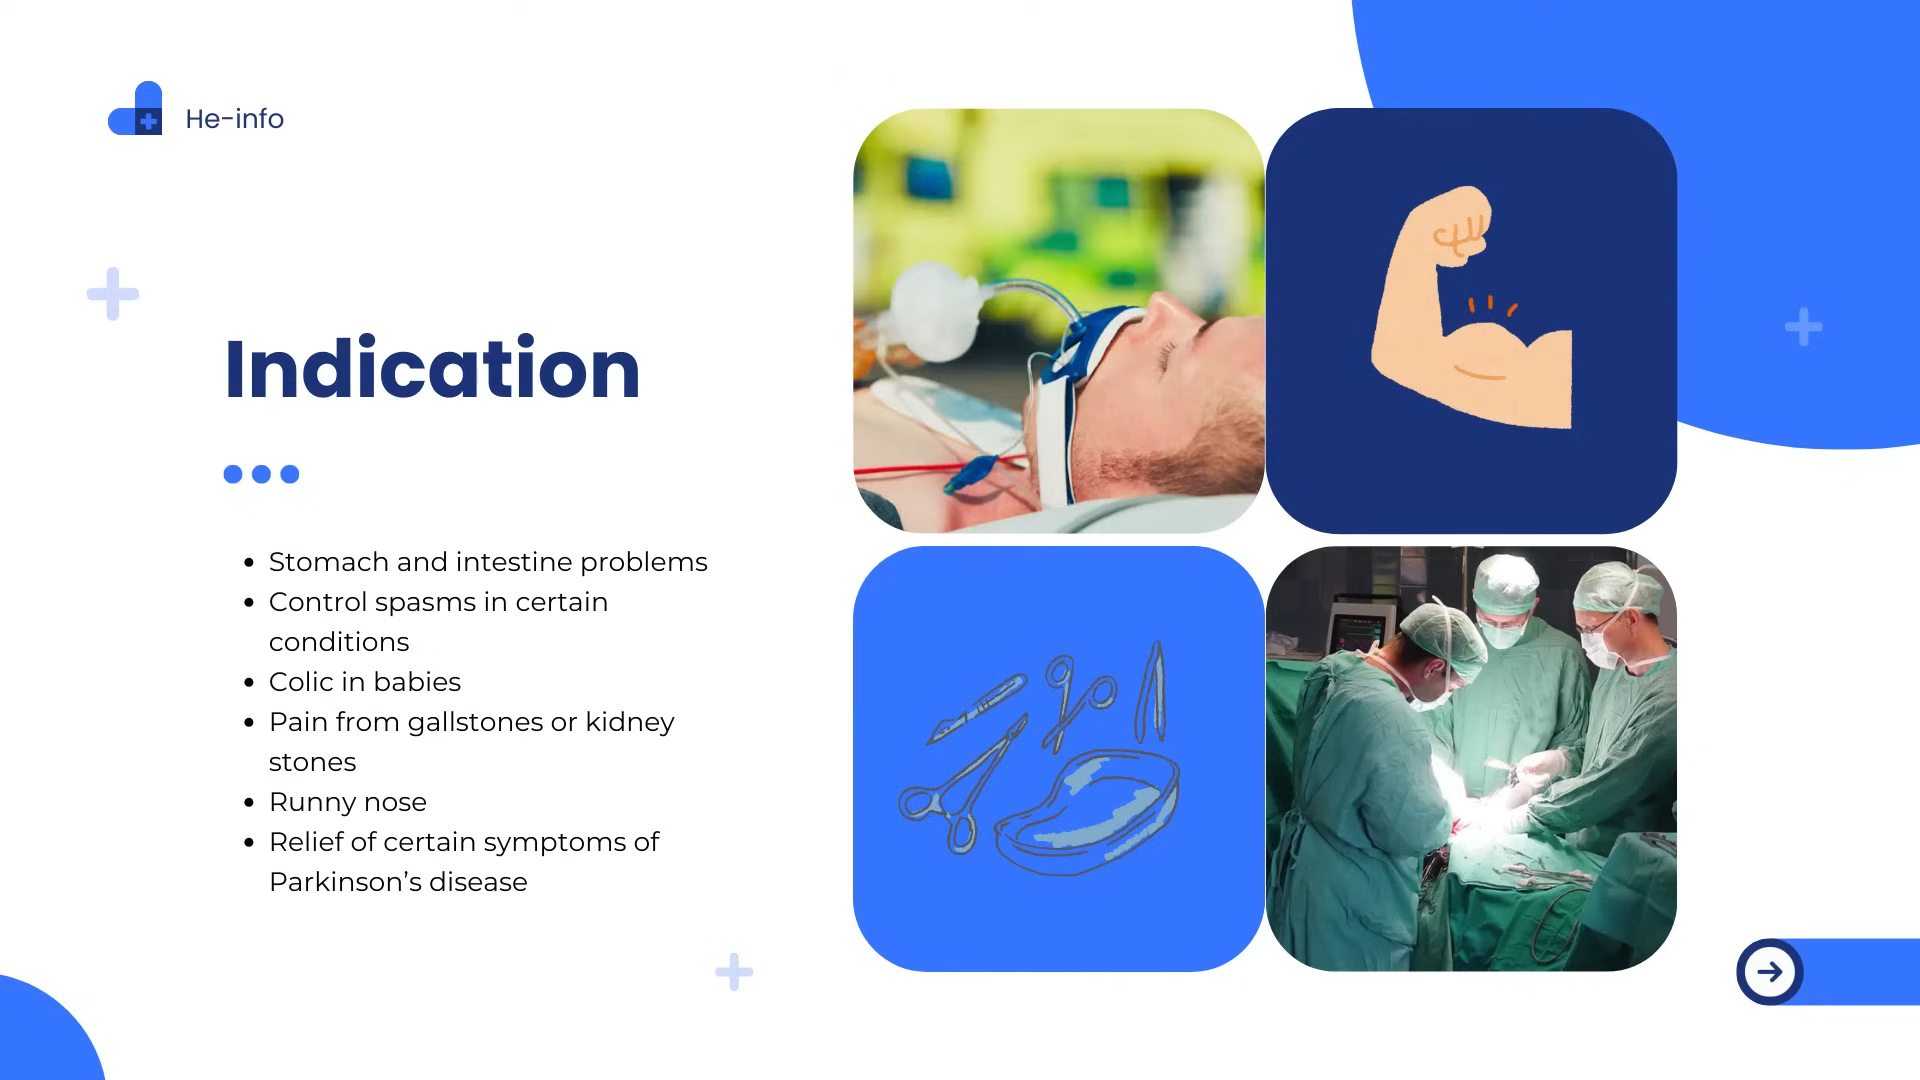 He-info
Indication
• Stomach and intestine problems
• Control spasms in certain
conditions
• Colic in babies
• Pain from gallstones or kidney
stones
• Runny nose
• Relief of certain symptoms of
Parkinson’s disease